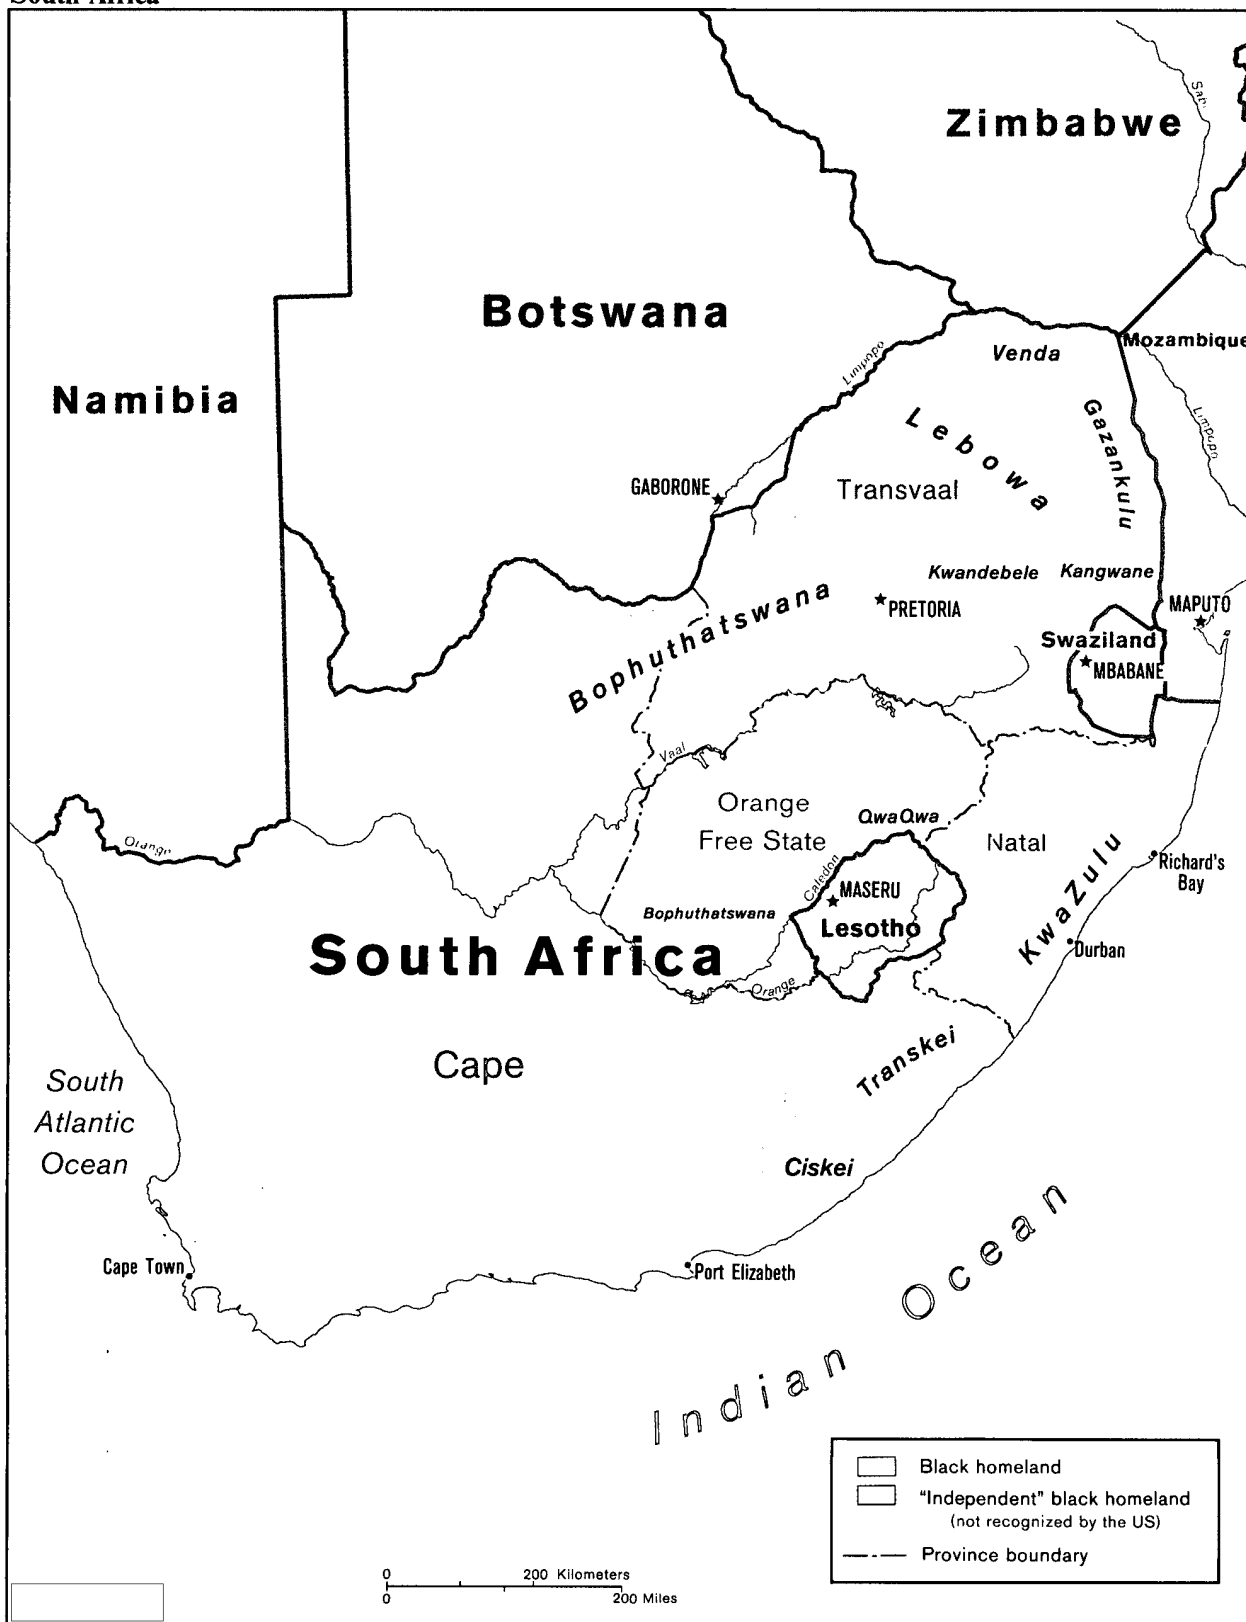 South Africa
Zimbabwe
Sabi
Botswana
Mozambique
Limpopo
Venda
Namibia
Lebowa
Gazankulu
Limpopo
GABORONE
Transvaal
Kwandebele
Kangwane
Bophuthatswana
PRETORIA
MAPUTO
Swaziland
MBABANE
Vaal
Orange
Free State
QwaQwa
Natal
Orange
Caledon
KwaZulu
Richard's
Bay
MASERU
Bophuthatswana
Lesotho
South Africa
Durban
Orange
Transkei
Cape
South
Atlantic
Ocean
Ciskei
Cape Town
Port Elizabeth
Indian Ocean
Black homeland
"Independent" black homeland
(not recognized by the US)
Province boundary
0 200 Kilometers
0 200 Miles